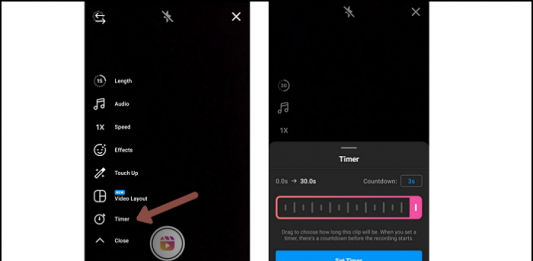 15 Length
Audio
1X Speed
Effects
Touch Up
NEW
Video Layout
Timer
Close
30
1X
Timer
0.0s → 30.0s Countdown: 3s
Drag to choose how long this clip will be. When you set a
timer, there's a countdown before the recording starts.
Set Timer